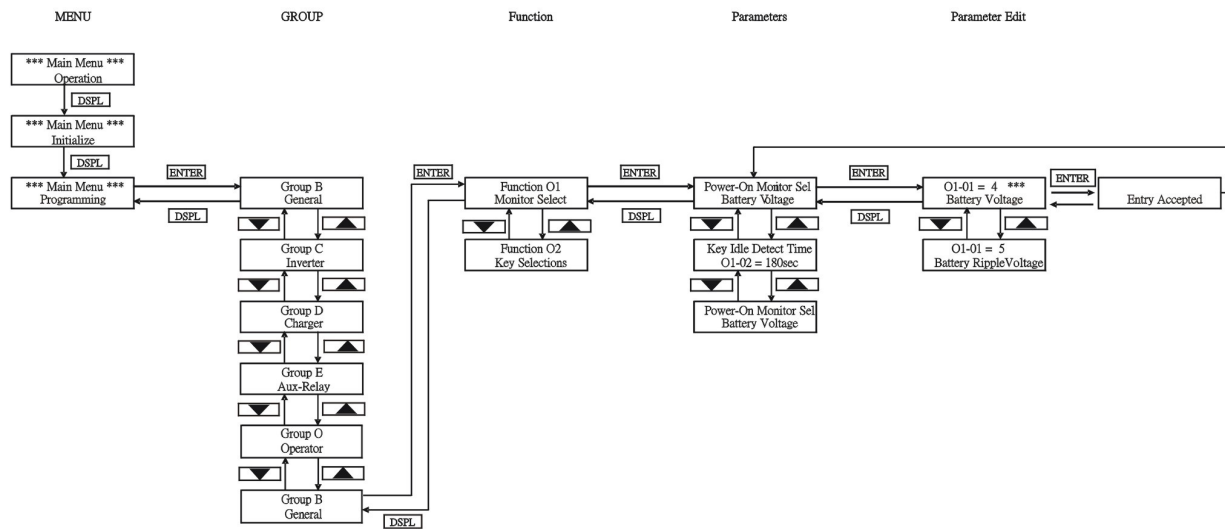 MENU
GROUP
Function
Parameters
Parameter Edit
*** Main Menu ***
Operation
DSPL
*** Main Menu ***
Initialize
DSPL
*** Main Menu ***
Programming
ENTER
DSPL
Group B
General
Group C
Inverter
Group D
Charger
Group E
Aux-Relay
Group O
Operator
Group B
General
ENTER
DSPL
Function O1
Monitor Select
Function O2
Key Selections
ENTER
DSPL
Power-On Monitor Sel
Battery Voltage
Key Idle Detect Time
O1-02 = 180sec
Power-On Monitor Sel
Battery Voltage
ENTER
DSPL
O1-01 = 4 ***
Battery Voltage
O1-01 = 5
Battery RippleVoltage
ENTER
Entry Accepted